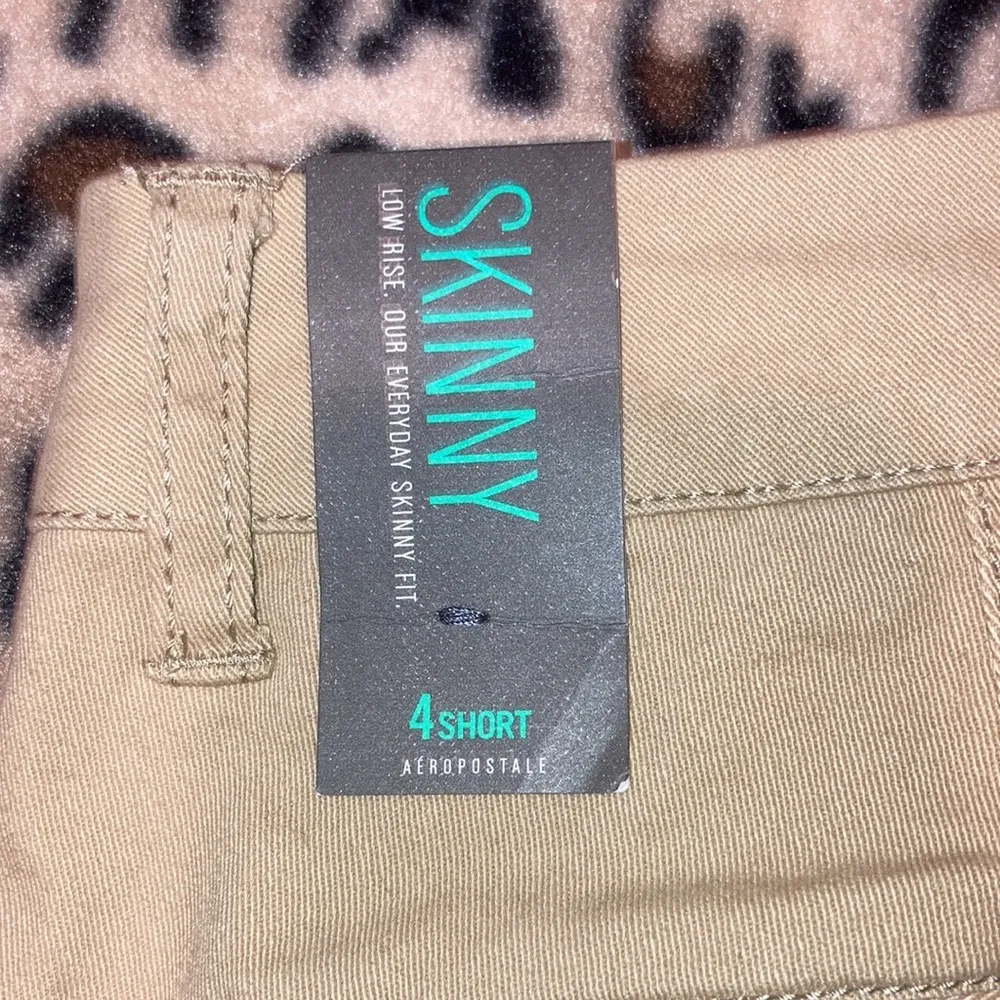 SKINNY
LOW RISE. OUR EVERYDAY SKINNY FIT.
4 SHORT
AÉROPOSTALE